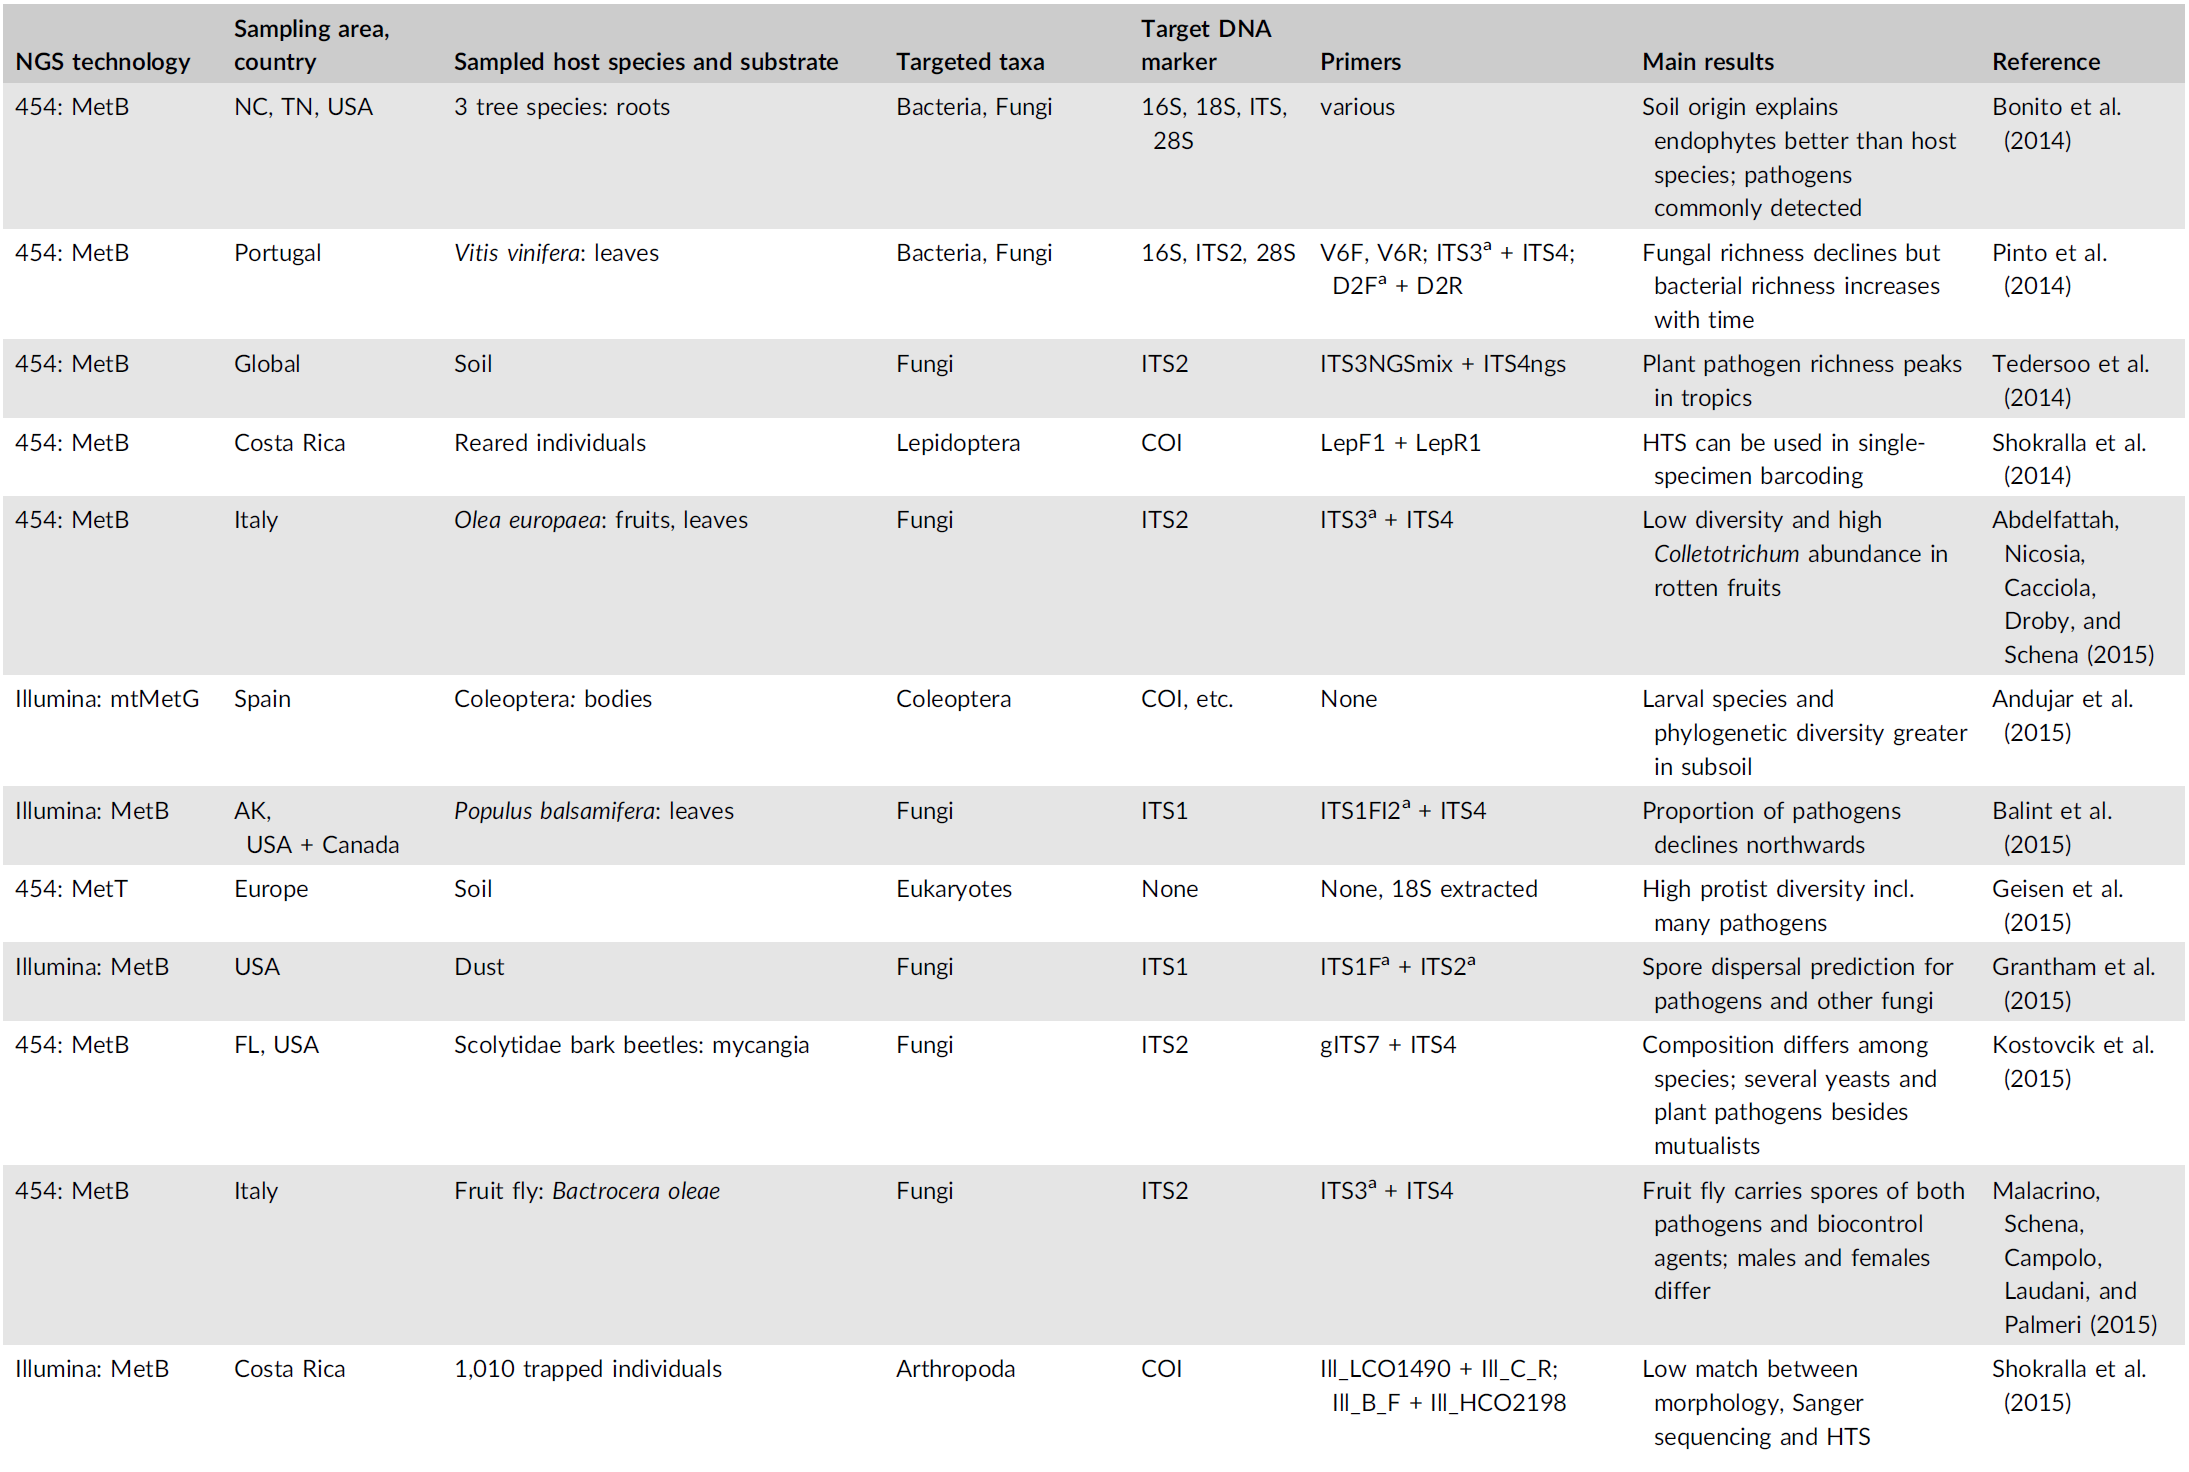 NGS technology
Sampling area,
country
Sampled host species and substrate
Targeted taxa
Target DNA
marker
Primers
Main results
Reference
454: MetB
NC, TN, USA
3 tree species: roots
Bacteria, Fungi
16S, 18S, ITS,
28S
various
Soil origin explains
endophytes better than host
species; pathogens
commonly detected
Bonito et al.
(2014)
454: MetB
Portugal
Vitis vinifera: leaves
Bacteria, Fungi
16S, ITS2, 28S
V6F, V6R; ITS3ᵃ + ITS4;
D2Fᵃ + D2R
Fungal richness declines but
bacterial richness increases
with time
Pinto et al.
(2014)
454: MetB
Global
Soil
Fungi
ITS2
ITS3NGSmix + ITS4ngs
Plant pathogen richness peaks
in tropics
Tedersoo et al.
(2014)
454: MetB
Costa Rica
Reared individuals
Lepidoptera
COI
LepF1 + LepR1
HTS can be used in single-
specimen barcoding
Shokralla et al.
(2014)
454: MetB
Italy
Olea europaea: fruits, leaves
Fungi
ITS2
ITS3ᵃ + ITS4
Low diversity and high
Colletotrichum abundance in
rotten fruits
Abdelfattah,
Nicosia,
Cacciola,
Droby, and
Schena (2015)
Illumina: mtMetG
Spain
Coleoptera: bodies
Coleoptera
COI, etc.
None
Larval species and
phylogenetic diversity greater
in subsoil
Andujar et al.
(2015)
Illumina: MetB
AK,
USA + Canada
Populus balsamifera: leaves
Fungi
ITS1
ITS1FI2ᵃ + ITS4
Proportion of pathogens
declines northwards
Balint et al.
(2015)
454: MetT
Europe
Soil
Eukaryotes
None
None, 18S extracted
High protist diversity incl.
many pathogens
Geisen et al.
(2015)
Illumina: MetB
USA
Dust
Fungi
ITS1
ITS1Fᵃ + ITS2ᵃ
Spore dispersal prediction for
pathogens and other fungi
Grantham et al.
(2015)
454: MetB
FL, USA
Scolytidae bark beetles: mycangia
Fungi
ITS2
gITS7 + ITS4
Composition differs among
species; several yeasts and
plant pathogens besides
mutualists
Kostovcik et al.
(2015)
454: MetB
Italy
Fruit fly: Bactrocera oleae
Fungi
ITS2
ITS3ᵃ + ITS4
Fruit fly carries spores of both
pathogens and biocontrol
agents; males and females
differ
Malacrino,
Schena,
Campolo,
Laudani, and
Palmeri (2015)
Illumina: MetB
Costa Rica
1,010 trapped individuals
Arthropoda
COI
Ill_LCO1490 + Ill_C_R;
Ill_B_F + Ill_HCO2198
Low match between
morphology, Sanger
sequencing and HTS
Shokralla et al.
(2015)